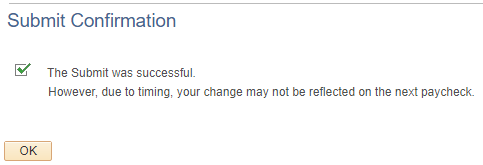 Submit Confirmation
The Submit was successful.
However, due to timing, your change may not be reflected on the next paycheck.
OK